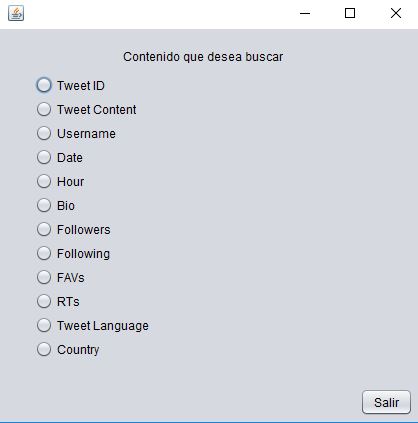 Contenido que desea buscar
Tweet ID
Tweet Content
Username
Date
Hour
Bio
Followers
Following
FAVs
RTs
Tweet Language
Country
Salir